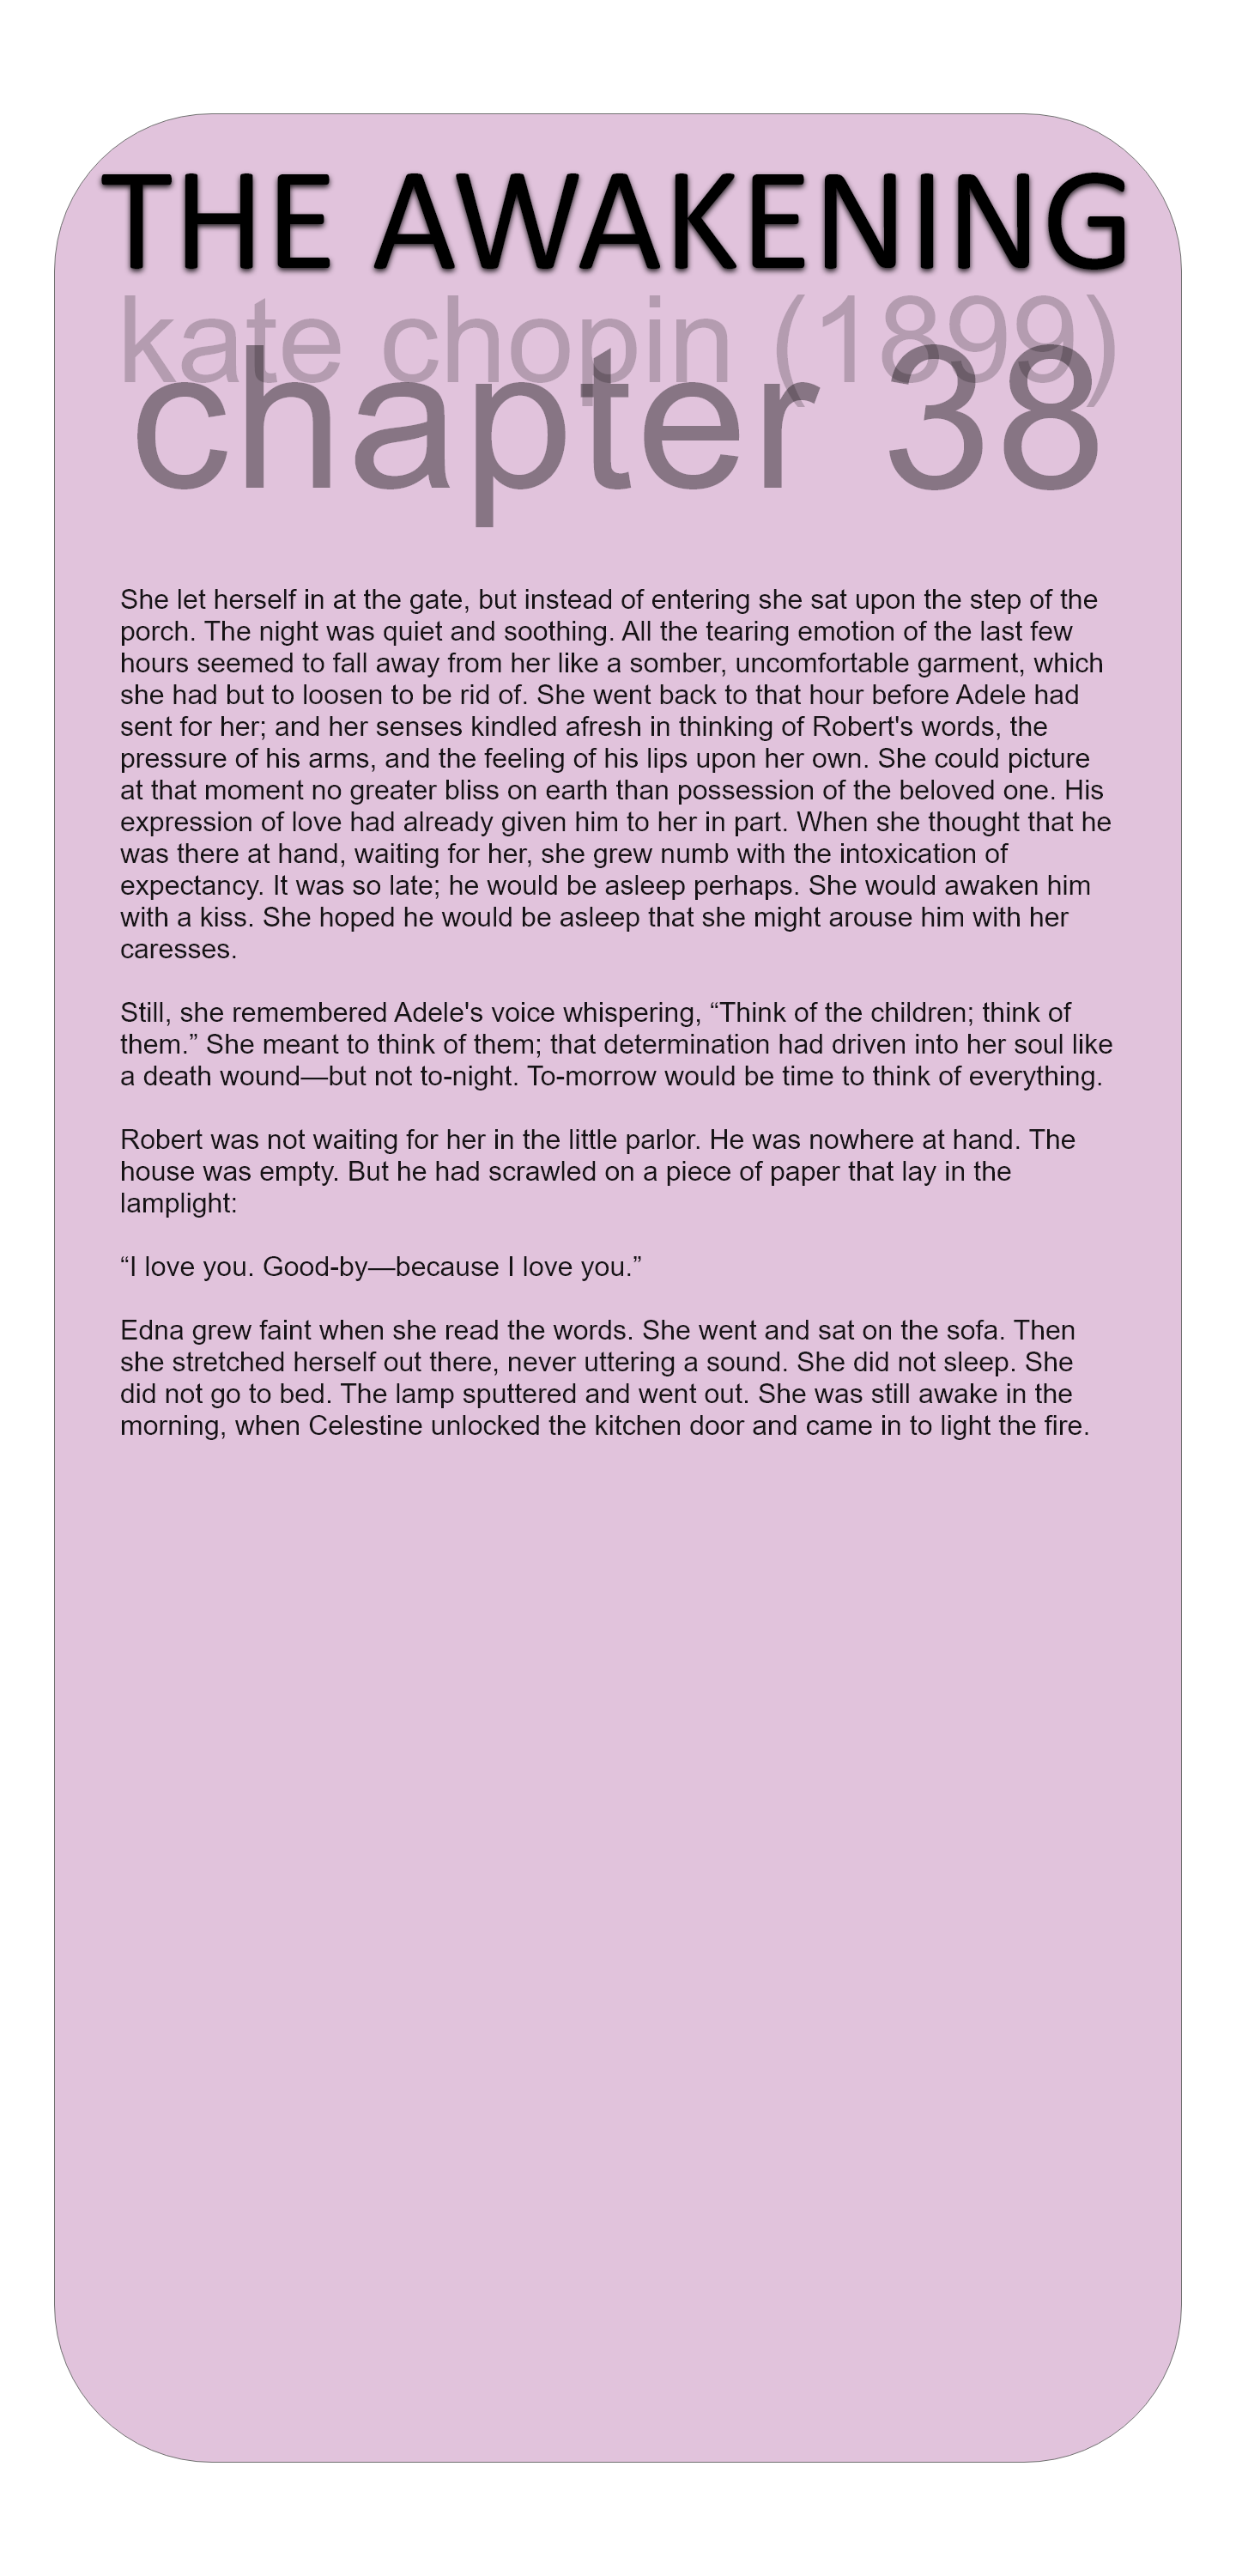 THE AWAKENING
kate chopin (1899)
chapter 38
She let herself in at the gate, but instead of entering she sat upon the step of the
porch. The night was quiet and soothing. All the tearing emotion of the last few
hours seemed to fall away from her like a somber, uncomfortable garment, which
she had but to loosen to be rid of. She went back to that hour before Adele had
sent for her; and her senses kindled afresh in thinking of Robert's words, the
pressure of his arms, and the feeling of his lips upon her own. She could picture
at that moment no greater bliss on earth than possession of the beloved one. His
expression of love had already given him to her in part. When she thought that he
was there at hand, waiting for her, she grew numb with the intoxication of
expectancy. It was so late; he would be asleep perhaps. She would awaken him
with a kiss. She hoped he would be asleep that she might arouse him with her
caresses.
Still, she remembered Adele's voice whispering, “Think of the children; think of
them.” She meant to think of them; that determination had driven into her soul like
a death wound—but not to-night. To-morrow would be time to think of everything.
Robert was not waiting for her in the little parlor. He was nowhere at hand. The
house was empty. But he had scrawled on a piece of paper that lay in the
lamplight:
“I love you. Good-by—because I love you.”
Edna grew faint when she read the words. She went and sat on the sofa. Then
she stretched herself out there, never uttering a sound. She did not sleep. She
did not go to bed. The lamp sputtered and went out. She was still awake in the
morning, when Celestine unlocked the kitchen door and came in to light the fire.